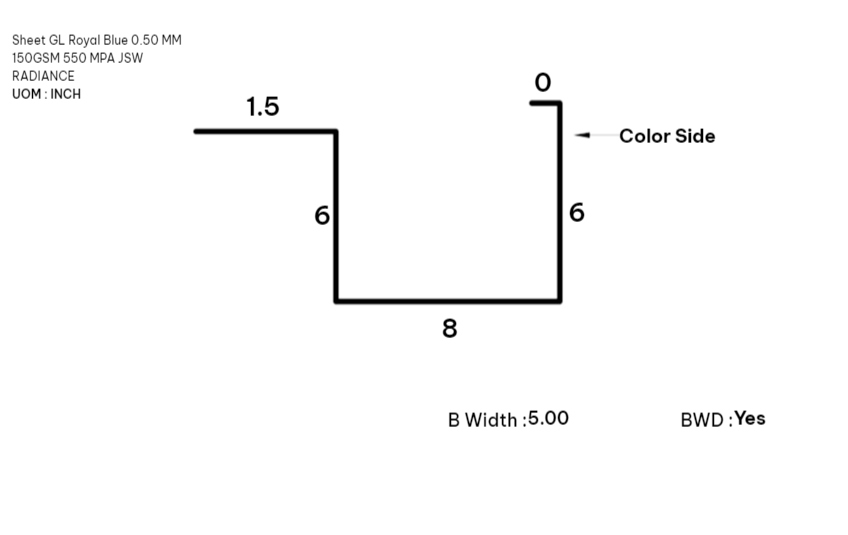 Sheet GL Royal Blue 0.50 MM
150GSM 550 MPA JSW
RADIANCE
UOM : INCH
0
1.5
Color Side
6
6
8
B Width :5.00
BWD :Yes